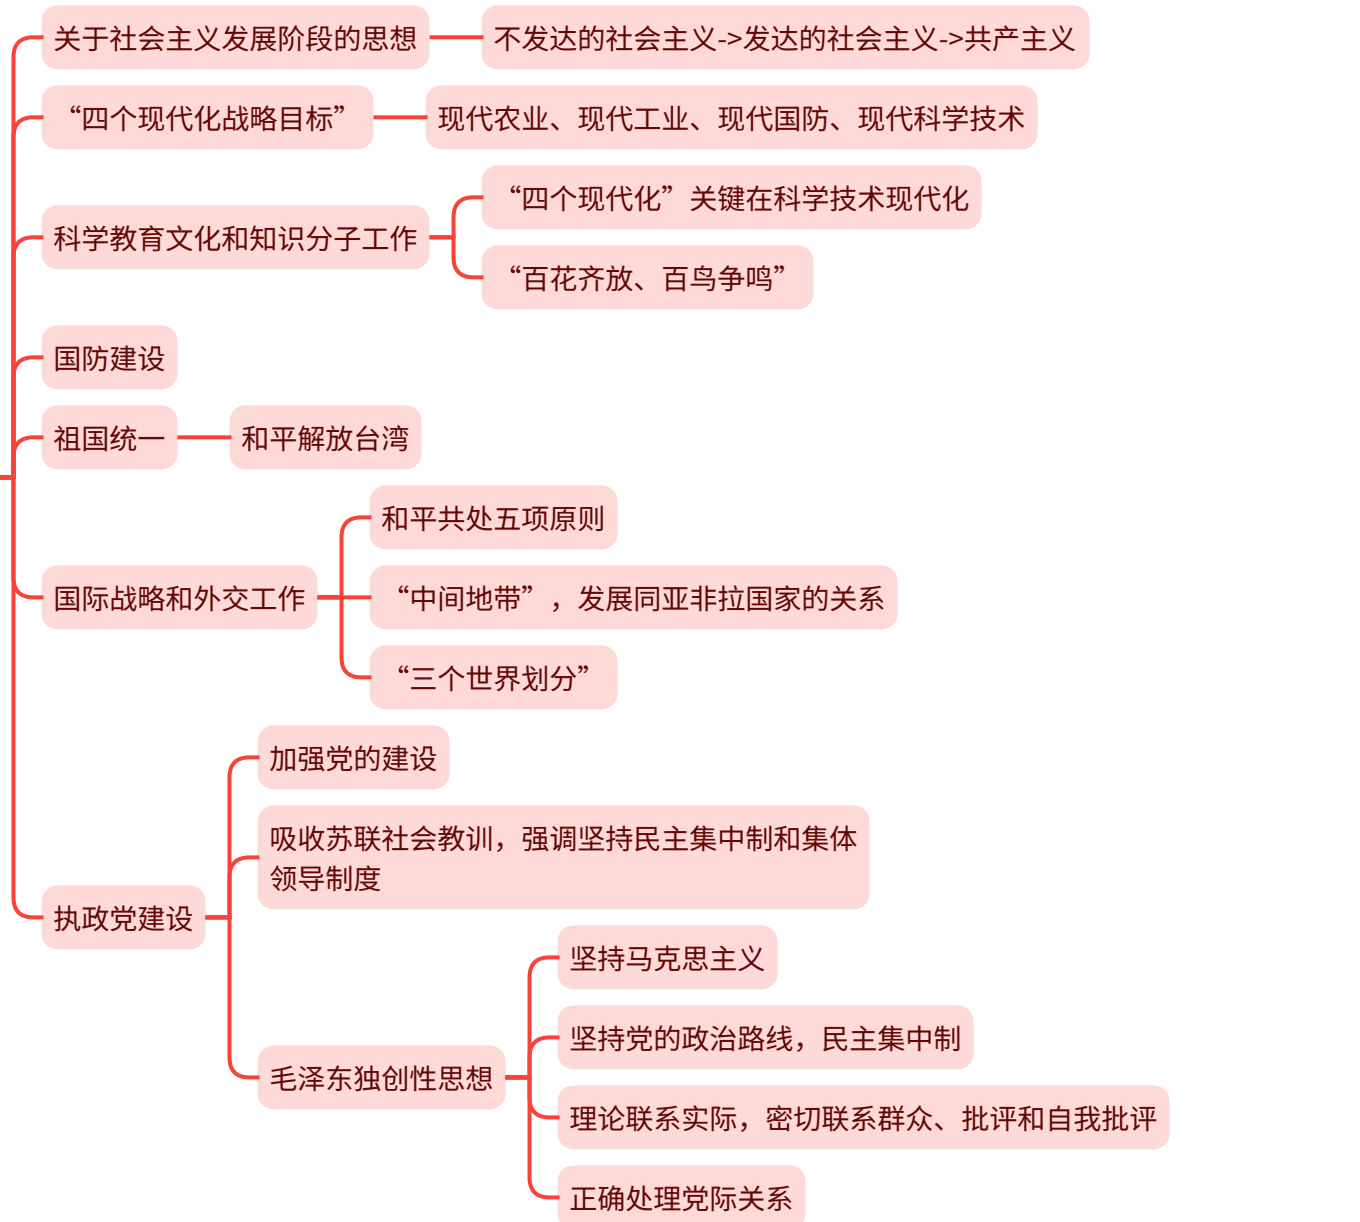 关于社会主义发展阶段的思想
不发达的社会主义->发达的社会主义->共产主义
“四个现代化战略目标”
现代农业、现代工业、现代国防、现代科学技术
科学教育文化和知识分子工作
“四个现代化”关键在科学技术现代化
“百花齐放、百鸟争鸣”
国防建设
祖国统一
和平解放台湾
国际战略和外交工作
和平共处五项原则
“中间地带”，发展同亚非拉国家的关系
“三个世界划分”
执政党建设
加强党的建设
吸收苏联社会教训，强调坚持民主集中制和集体
领导制度
毛泽东独创性思想
坚持马克思主义
坚持党的政治路线，民主集中制
理论联系实际，密切联系群众、批评和自我批评
正确处理党际关系